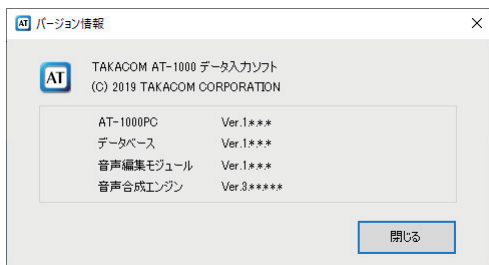 AT バージョン情報
AT TAKACOM AT-1000 データ入力ソフト
(C) 2019 TAKACOM CORPORATION
AT-1000PC Ver.1***
データベース Ver.1***
音声編集モジュール Ver.1***
音声合成エンジン Ver.3*****
閉じる